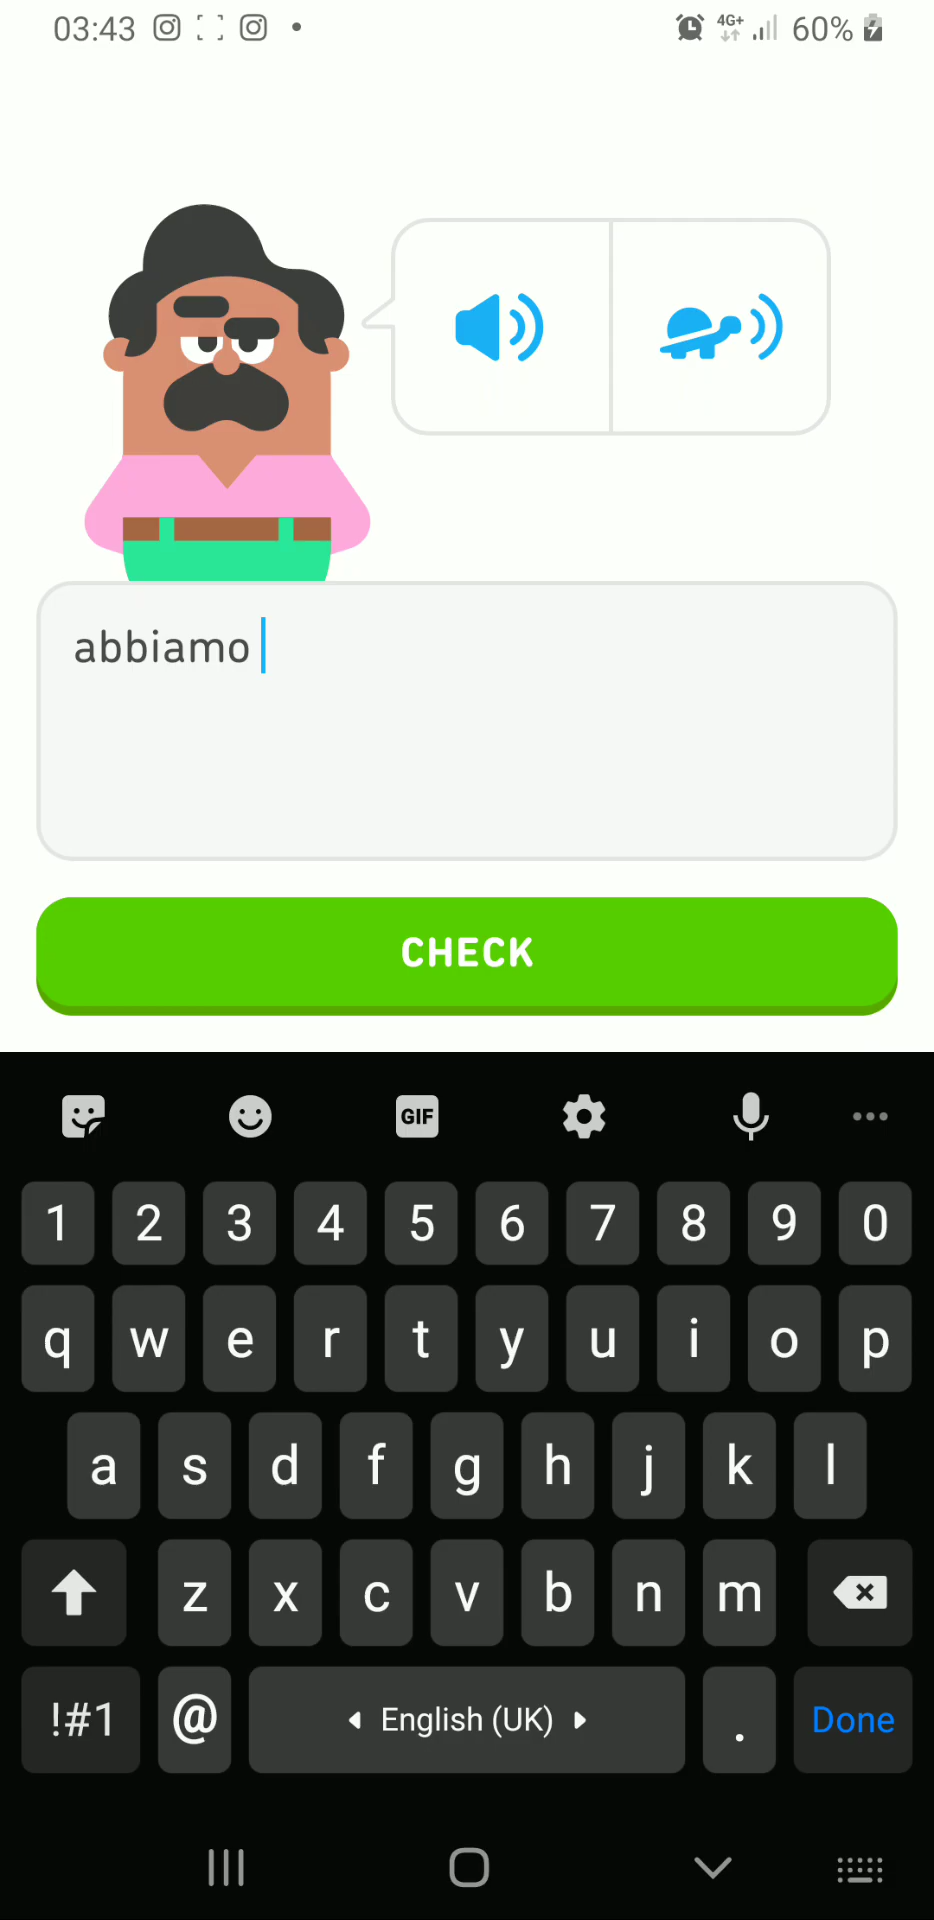 03:43 4G+ 60%
abbiamo
CHECK
GIF
1 2 3 4 5 6 7 8 9 0
q w e r t y u i o p
a s d f g h j k l
z x c v b n m
!#1 @ English (UK) . Done